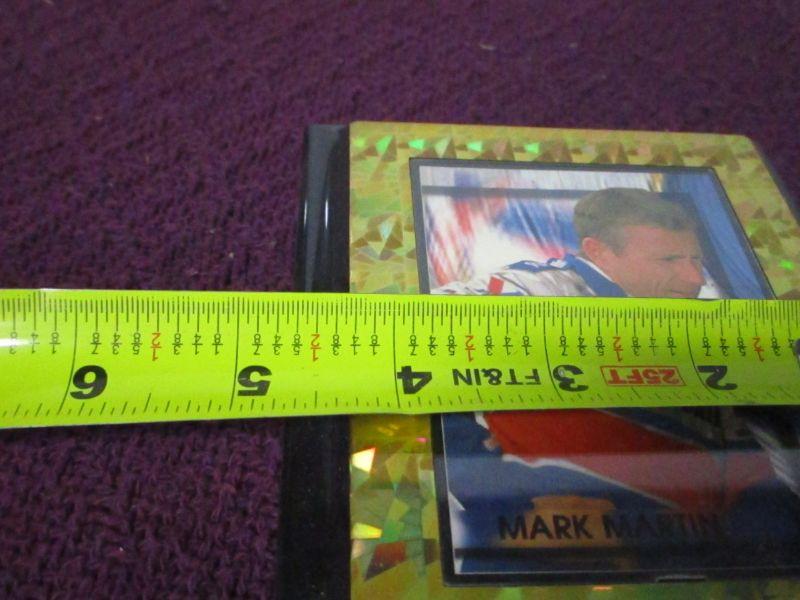 6 5 4 FT&IN 3 25FT 2
MARK MARTIN